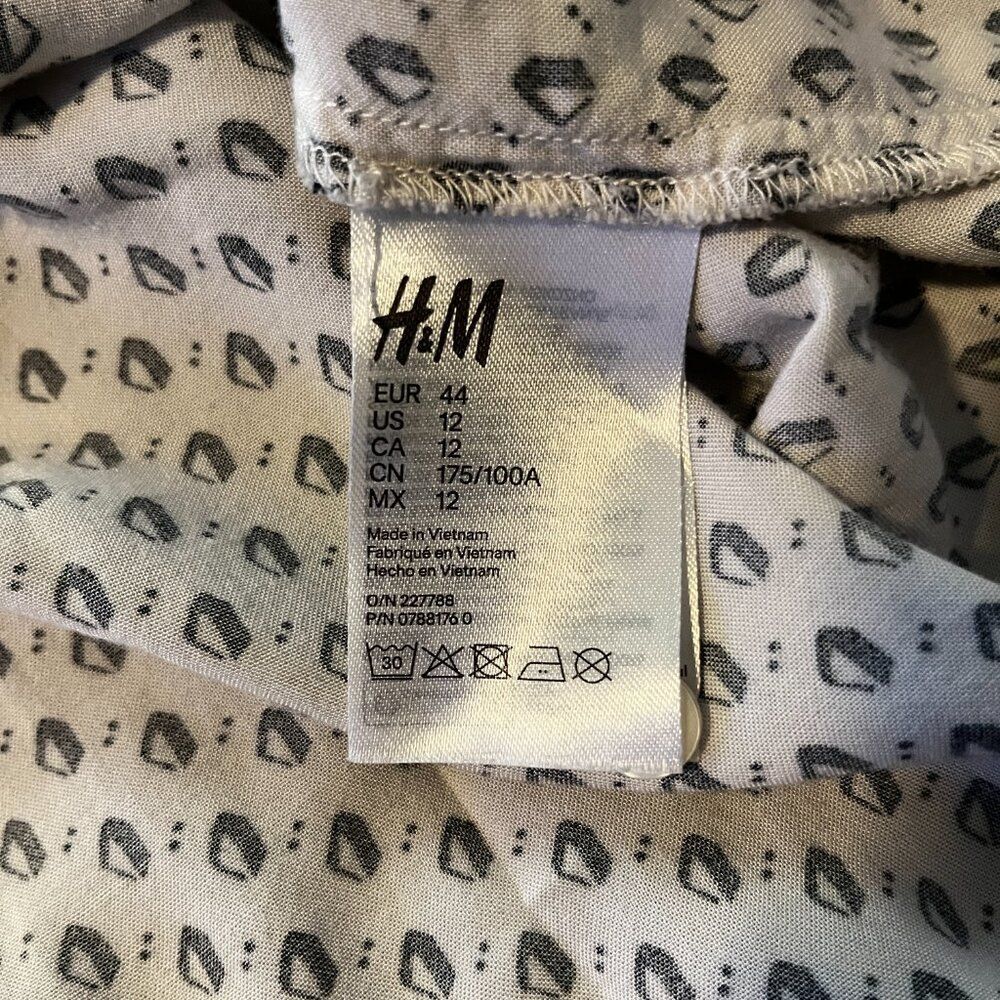 H&M
EUR 44
US 12
CA 12
CN 175/100A
MX 12
Made in Vietnam
Fabriqué en Vietnam
Hecho en Vietnam
O/N 227788
P/N 0788176 0
30